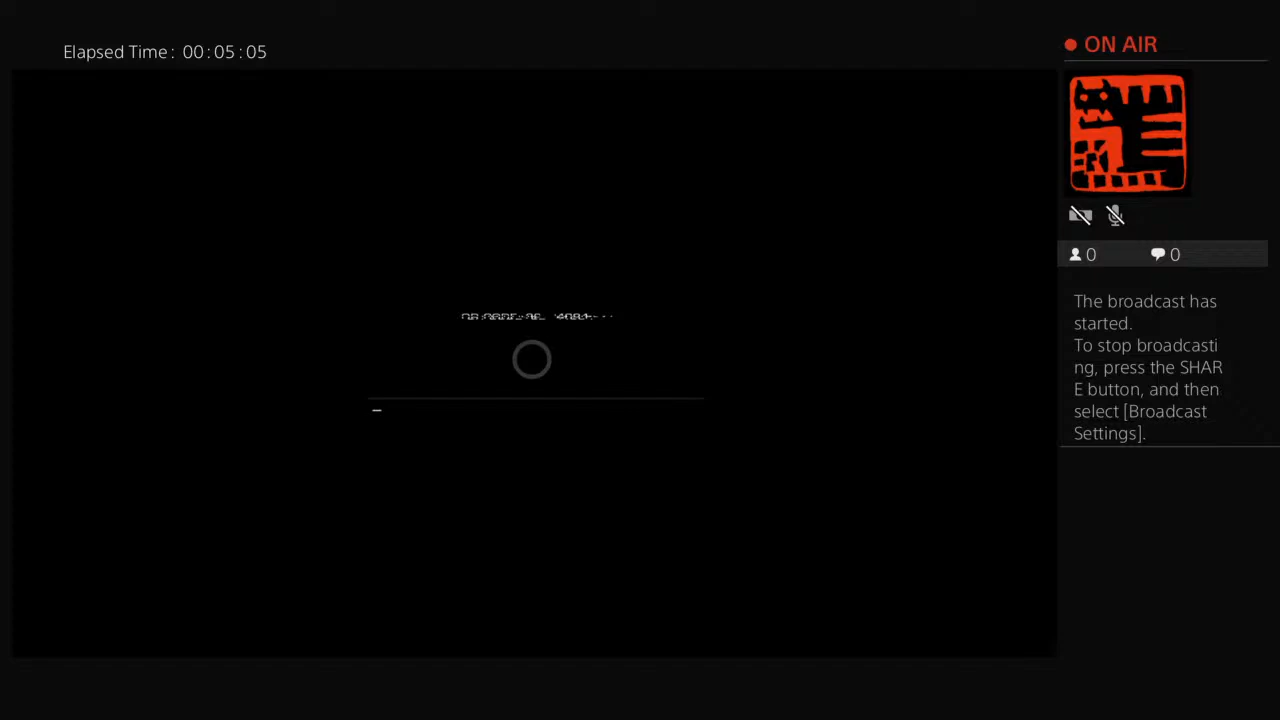 Elapsed Time: 00:05:05
ON AIR
0 0
The broadcast has
started.
To stop broadcasti
ng, press the SHAR
E button, and then
select [Broadcast
Settings].